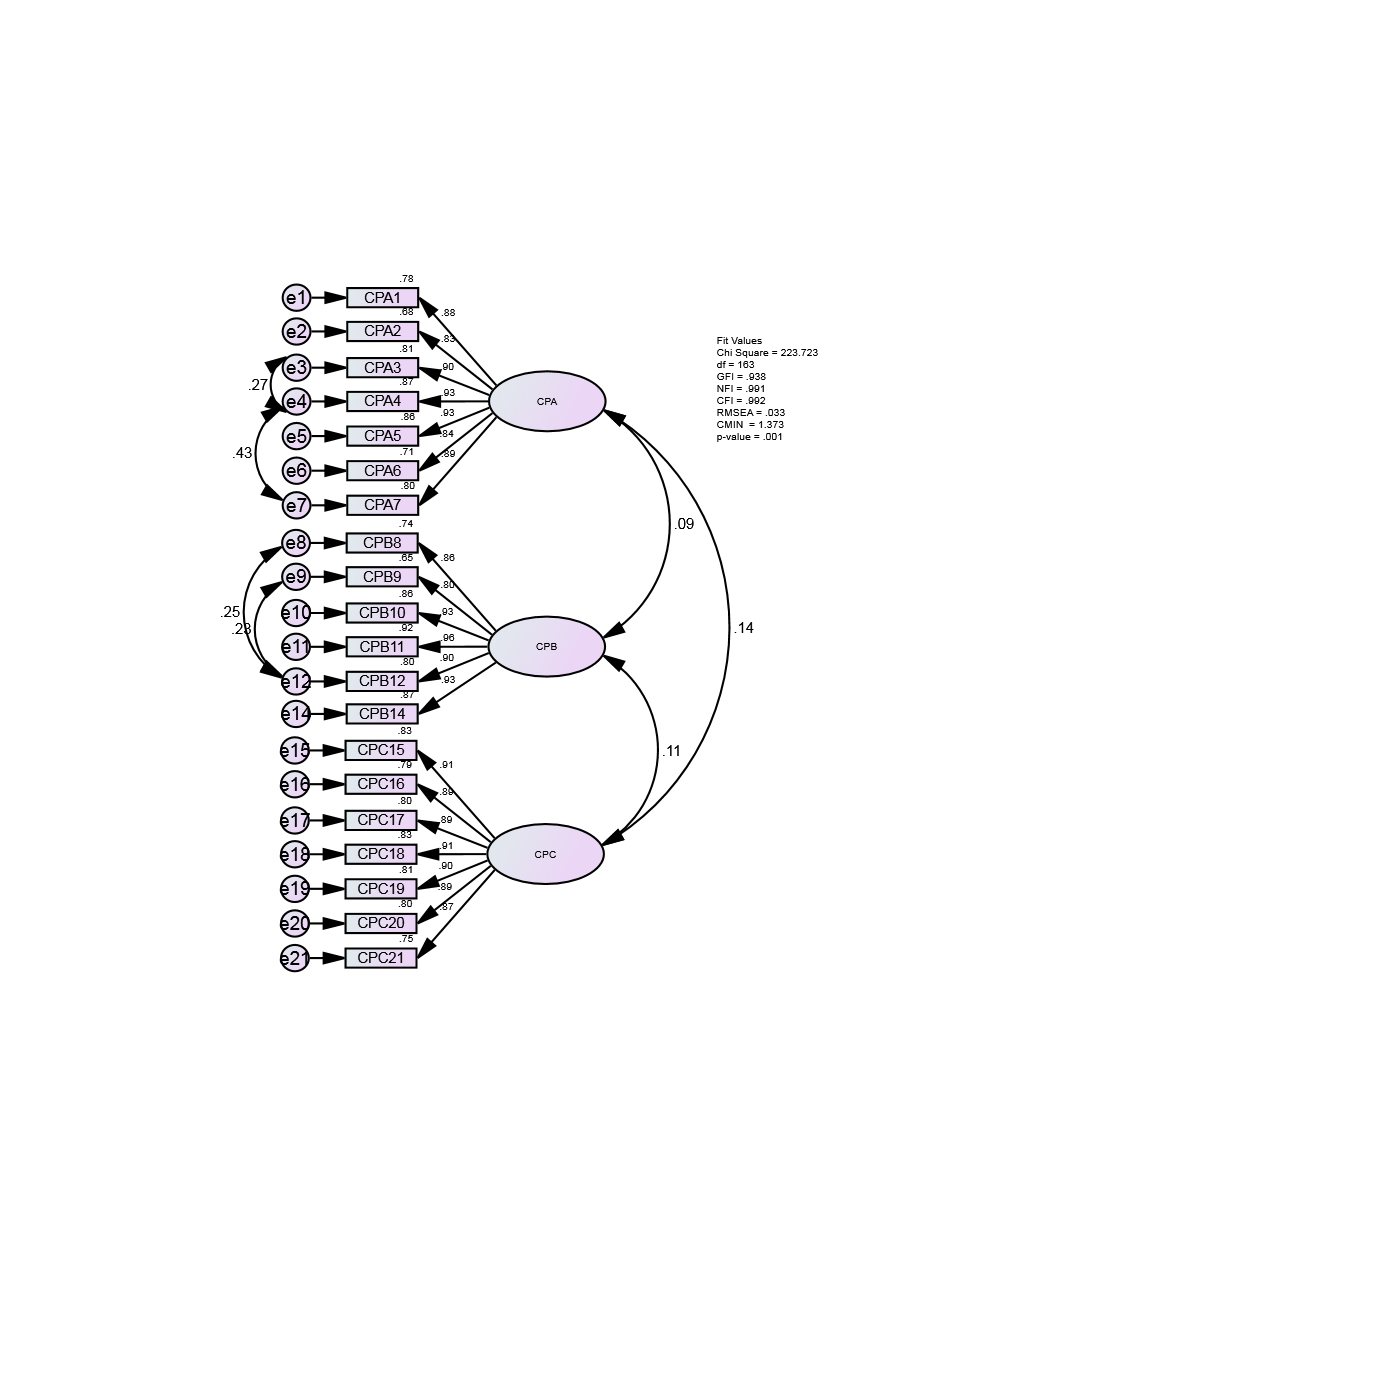 .78
e1 CPA1
.88
.68
e2 CPA2
.83
.81
e3 CPA3
.90
.27
.87
e4 CPA4
.93
CPA
.93
.86
e5 CPA5
.84
.43
.71
e6 CPA6
.89
.80
e7 CPA7
.74
e8 CPB8
.86
.65
e9 CPB9
.80
.86
.25
e10 CPB10
.93
.23
.92
e11 CPB11
.96
CPB
.90
.80
e12 CPB12
.93
.87
e14 CPB14
.83
e15 CPC15
.91
.79
e16 CPC16
.89
.80
e17 CPC17
.89
.83
e18 CPC18
.91
CPC
.90
.81
e19 CPC19
.89
.80
e20 CPC20
.87
.75
e21 CPC21
.09
.14
.11
Fit Values
Chi Square = 223.723
df = 163
GFI = .938
NFI = .991
CFI = .992
RMSEA = .033
CMIN = 1.373
p-value = .001